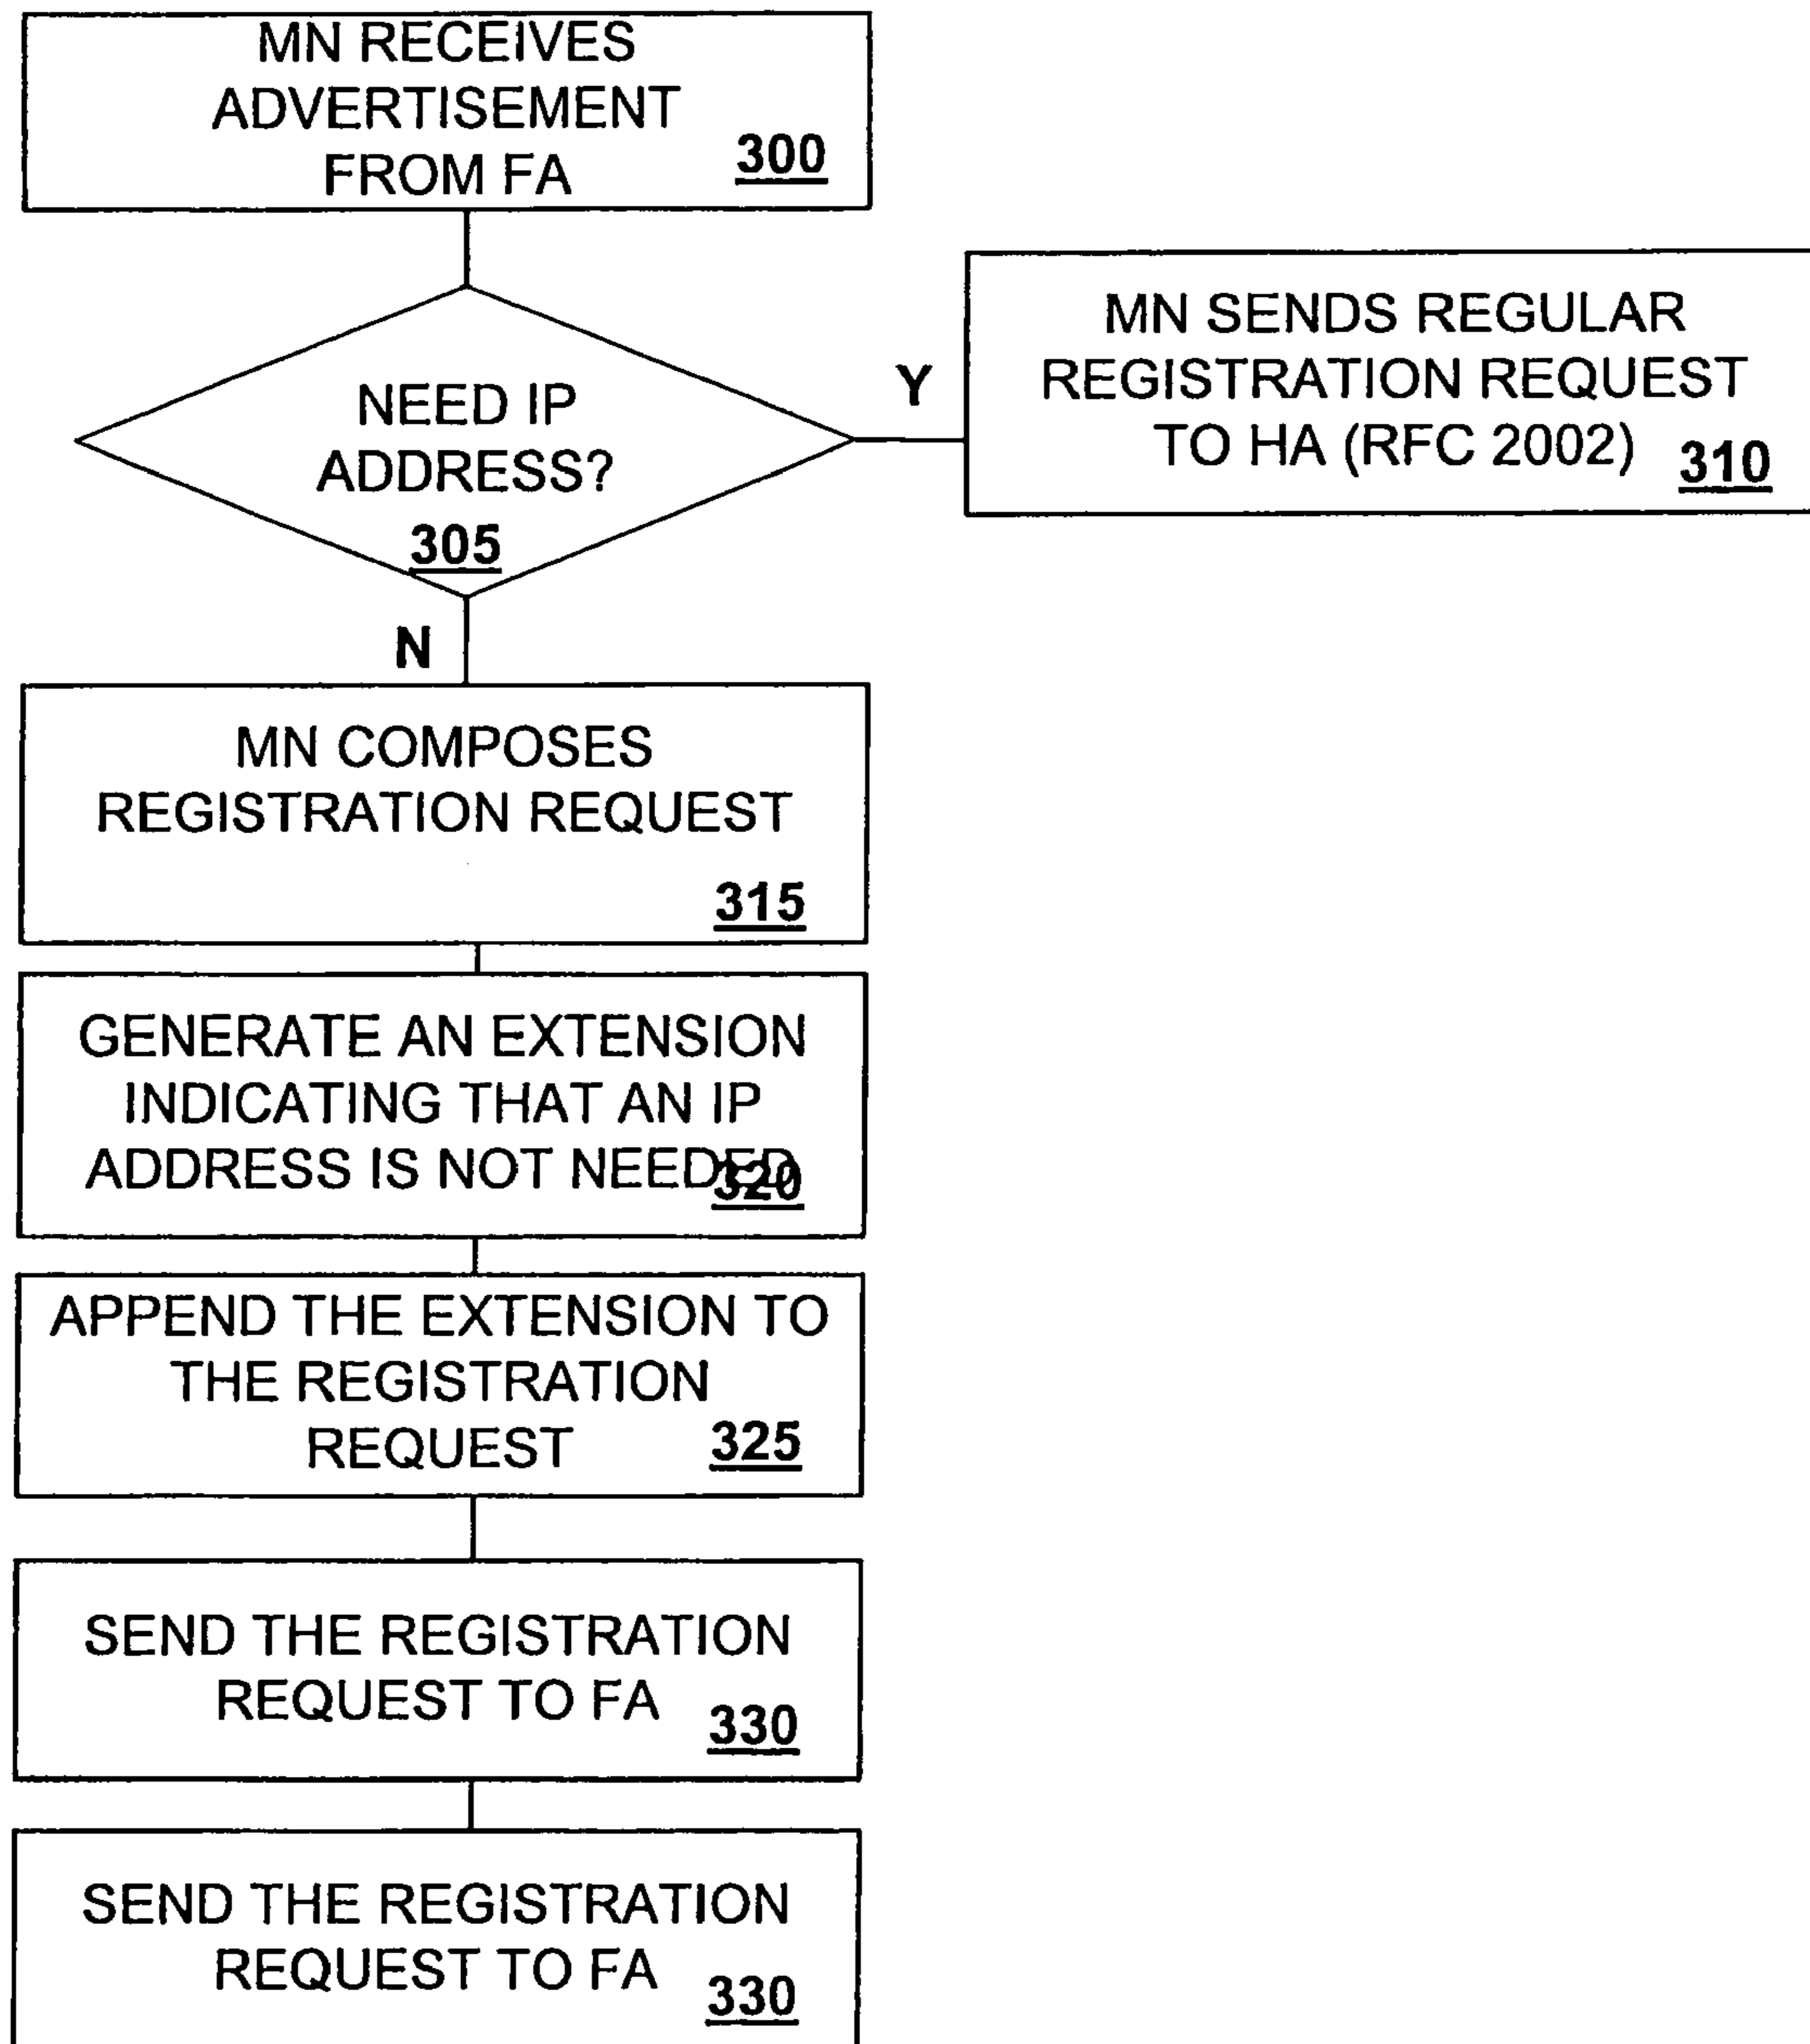 MN RECEIVES
ADVERTISEMENT
FROM FA 300
NEED IP
ADDRESS?
305
Y
MN SENDS REGULAR
REGISTRATION REQUEST
TO HA (RFC 2002) 310
N
MN COMPOSES
REGISTRATION REQUEST
315
GENERATE AN EXTENSION
INDICATING THAT AN IP
ADDRESS IS NOT NEEDED
320
APPEND THE EXTENSION TO
THE REGISTRATION
REQUEST 325
SEND THE REGISTRATION
REQUEST TO FA 330
SEND THE REGISTRATION
REQUEST TO FA 330